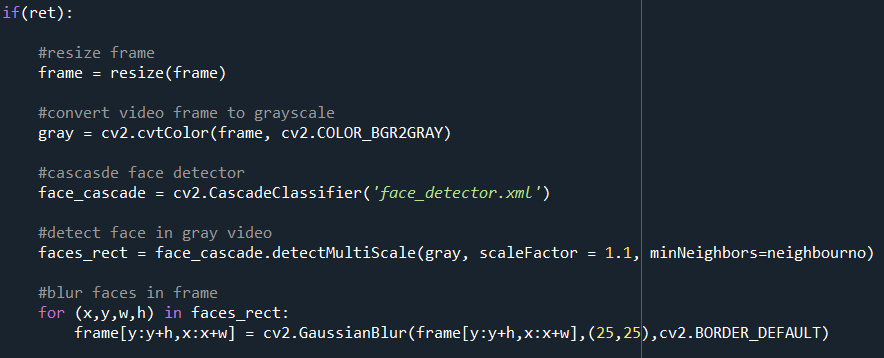 if(ret):
#resize frame
frame = resize(frame)
#convert video frame to grayscale
gray = cv2.cvtColor(frame, cv2.COLOR_BGR2GRAY)
#cascasde face detector
face_cascade = cv2.CascadeClassifier('face_detector.xml')
#detect face in gray video
faces_rect = face_cascade.detectMultiScale(gray, scaleFactor = 1.1, minNeighbors=neighbourno)
#blur faces in frame
for (x,y,w,h) in faces_rect:
frame[y:y+h,x:x+w] = cv2.GaussianBlur(frame[y:y+h,x:x+w],(25,25),cv2.BORDER_DEFAULT)